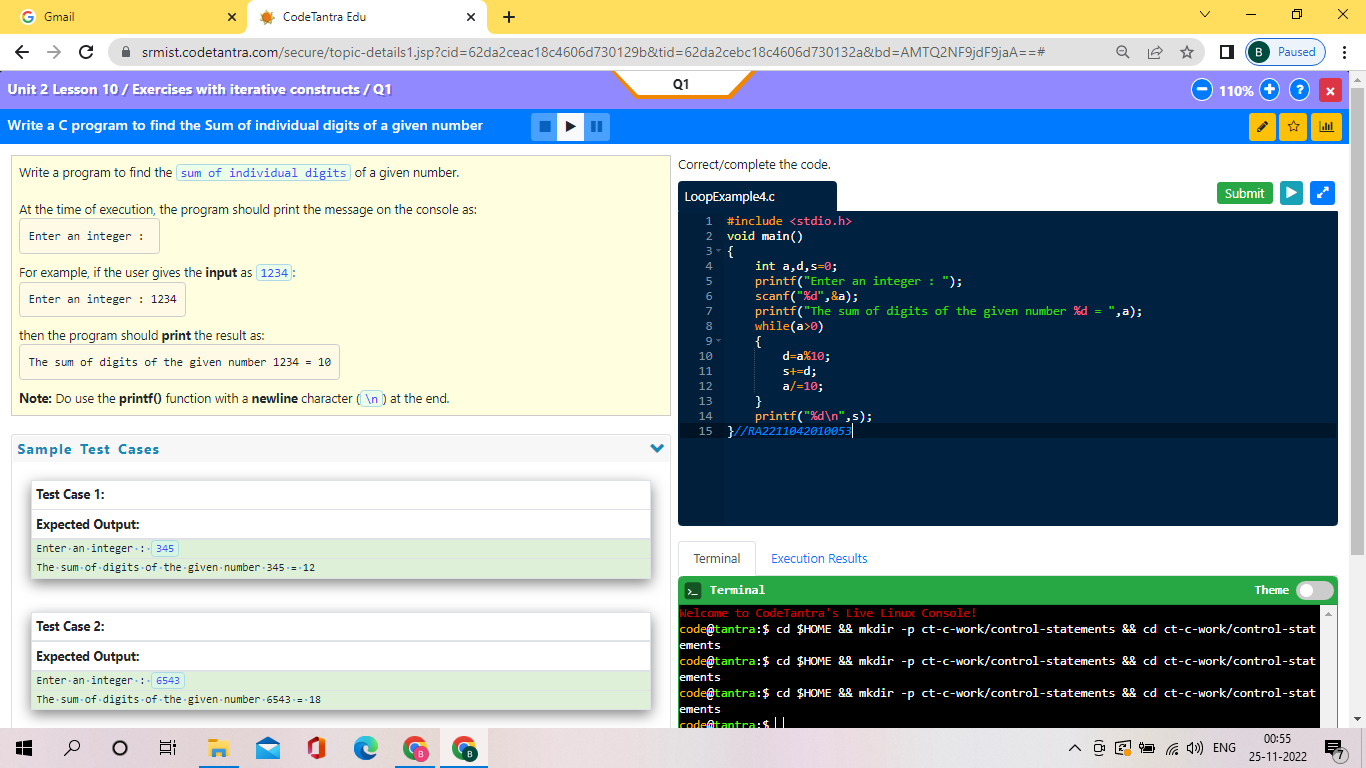 Gmail
CodeTantra Edu
srmist.codetantra.com/secure/topic-details1.jsp?cid=62da2ceac18c4606d730129b&tid=62da2cebc18c4606d730132a&bd=AMTQ2NF9jdF9jaA==#
B Paused
Unit 2 Lesson 10 / Exercises with iterative constructs / Q1
Q1
110%
Write a C program to find the Sum of individual digits of a given number
Write a program to find the sum of individual digits of a given number.
At the time of execution, the program should print the message on the console as:
Enter an integer :
For example, if the user gives the input as 1234:
Enter an integer : 1234
then the program should print the result as:
The sum of digits of the given number 1234 = 10
Note: Do use the printf() function with a newline character ( \n ) at the end.
Sample Test Cases
Test Case 1:
Expected Output:
Enter·an·integer·:·345
The·sum·of·digits·of·the·given·number·345·=·12
Test Case 2:
Expected Output:
Enter·an·integer·:·6543
The·sum·of·digits·of·the·given·number·6543·=·18
Correct/complete the code.
LoopExample4.c
Submit
1 #include <stdio.h>
2 void main()
3 {
4 int a,d,s=0;
5 printf("Enter an integer : ");
6 scanf("%d",&a);
7 printf("The sum of digits of the given number %d = ",a);
8 while(a>0)
9 {
10 d=a%10;
11 s+=d;
12 a/=10;
13 }
14 printf("%d\n",s);
15 }//RA2211042010053
Terminal
Execution Results
Terminal
Theme
Welcome to CodeTantra's Live Linux Console!
code@tantra:$ cd $HOME && mkdir -p ct-c-work/control-statements && cd ct-c-work/control-stat
ements
code@tantra:$ cd $HOME && mkdir -p ct-c-work/control-statements && cd ct-c-work/control-stat
ements
code@tantra:$ cd $HOME && mkdir -p ct-c-work/control-statements && cd ct-c-work/control-stat
ements
code@tantra:$
ENG
00:55
25-11-2022
7